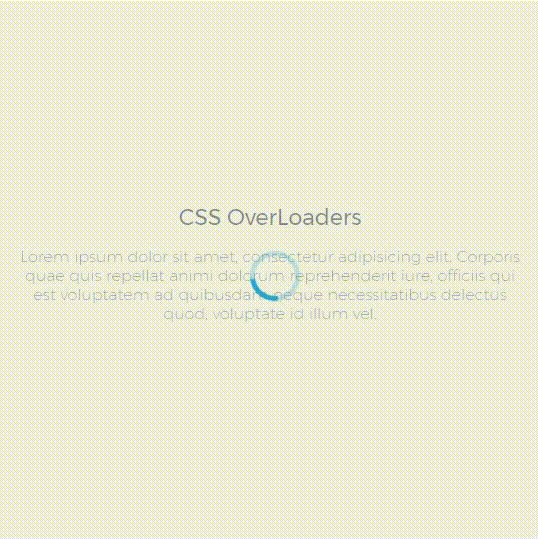 CSS OverLoaders
Lorem ipsum dolor sit amet, consectetur adipisicing elit. Corporis
quae quis repellat animi dolorum reprehenderit iure, officiis qui
est voluptatem ad quibusdam neque necessitatibus delectus
quod, voluptate id illum vel.